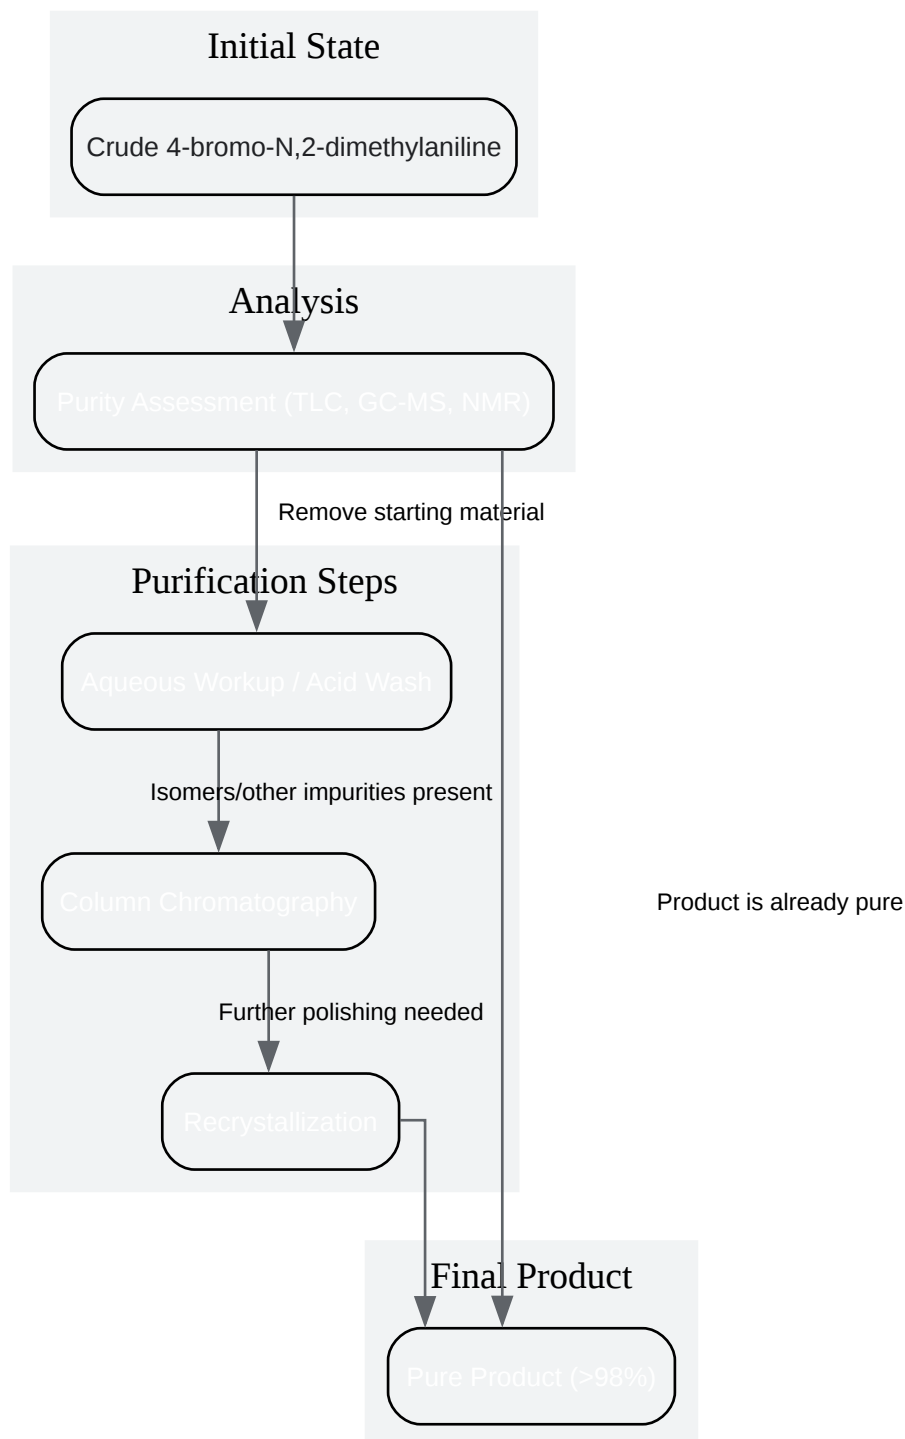 Initial State
Crude 4-bromo-N,2-dimethylaniline
Analysis
Purity Assessment (TLC, GC-MS, NMR)
Remove starting material
Purification Steps
Aqueous Workup / Acid Wash
Isomers/other impurities present
Column Chromatography
Product is already pure
Further polishing needed
Recrystallization
Final Product
Pure Product (>98%)